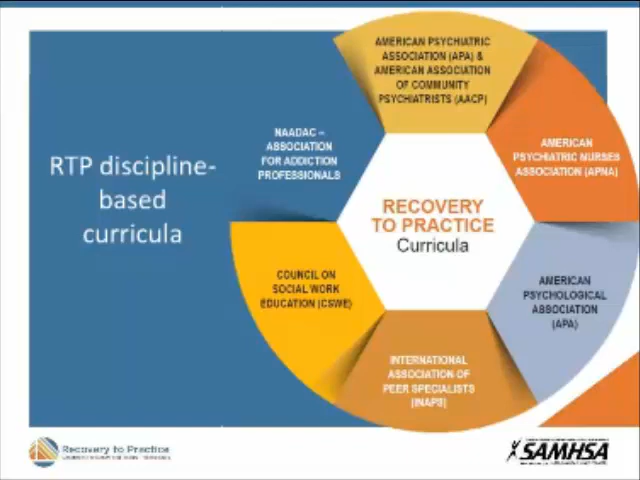 RTP discipline-
based
curricula
AMERICAN PSYCHIATRIC
ASSOCIATION (APA) &
AMERICAN ASSOCIATION
OF COMMUNITY
PSYCHIATRISTS (AACP)
AMERICAN
PSYCHIATRIC NURSES
ASSOCIATION (APNA)
AMERICAN
PSYCHOLOGICAL
ASSOCIATION
(APA)
INTERNATIONAL
ASSOCIATION OF
PEER SPECIALISTS
(INAPS)
COUNCIL ON
SOCIAL WORK
EDUCATION (CSWE)
NAADAC –
ASSOCIATION
FOR ADDICTION
PROFESSIONALS
RECOVERY
TO PRACTICE
Curricula
Recovery to Practice
SAMHSA